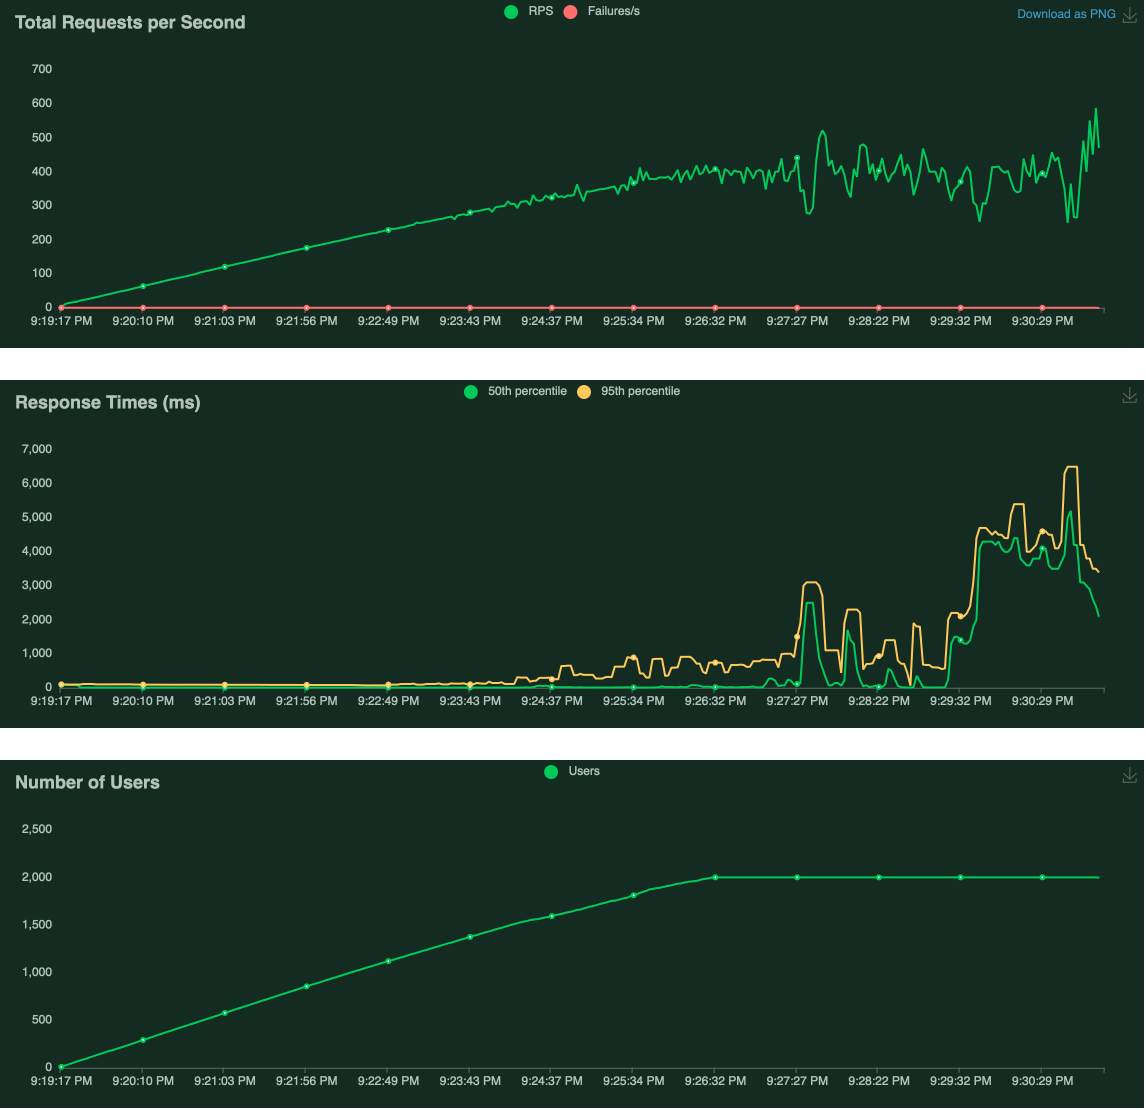 Total Requests per Second
RPS Failures/s
Download as PNG
700
600
500
400
300
200
100
0
9:19:17 PM 9:20:10 PM 9:21:03 PM 9:21:56 PM 9:22:49 PM 9:23:43 PM 9:24:37 PM 9:25:34 PM 9:26:32 PM 9:27:27 PM 9:28:22 PM 9:29:32 PM 9:30:29 PM
Response Times (ms)
50th percentile 95th percentile
7,000
6,000
5,000
4,000
3,000
2,000
1,000
0
9:19:17 PM 9:20:10 PM 9:21:03 PM 9:21:56 PM 9:22:49 PM 9:23:43 PM 9:24:37 PM 9:25:34 PM 9:26:32 PM 9:27:27 PM 9:28:22 PM 9:29:32 PM 9:30:29 PM
Number of Users
Users
2,500
2,000
1,500
1,000
500
0
9:19:17 PM 9:20:10 PM 9:21:03 PM 9:21:56 PM 9:22:49 PM 9:23:43 PM 9:24:37 PM 9:25:34 PM 9:26:32 PM 9:27:27 PM 9:28:22 PM 9:29:32 PM 9:30:29 PM